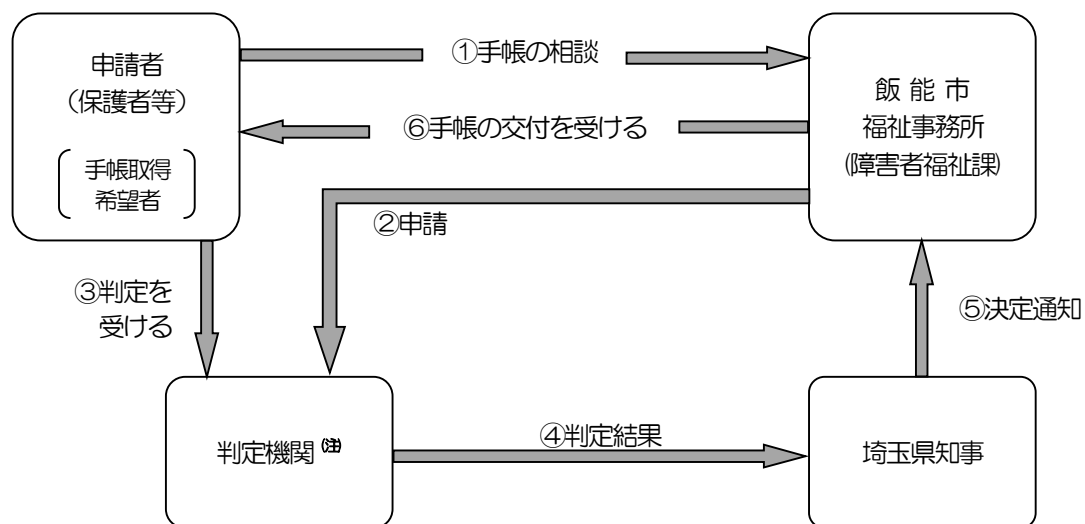 申請者
（保護者等）
手帳取得
希望者
①手帳の相談
⑥手帳の交付を受ける
飯能市
福祉事務所
(障害者福祉課)
②申請
③判定を
受ける
⑤決定通知
判定機関(注)
④判定結果
埼玉県知事